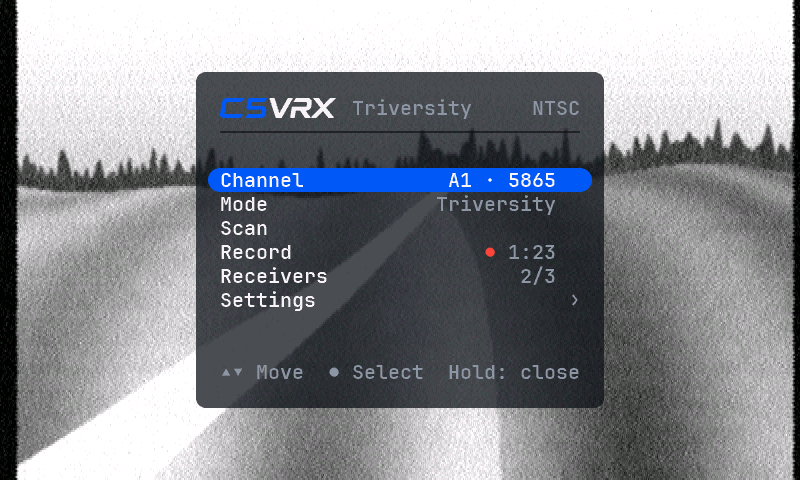 CSVRX Triversity NTSC
Channel A1 · 5865
Mode Triversity
Scan
Record ● 1:23
Receivers 2/3
Settings ›
▲▼ Move ● Select Hold: close